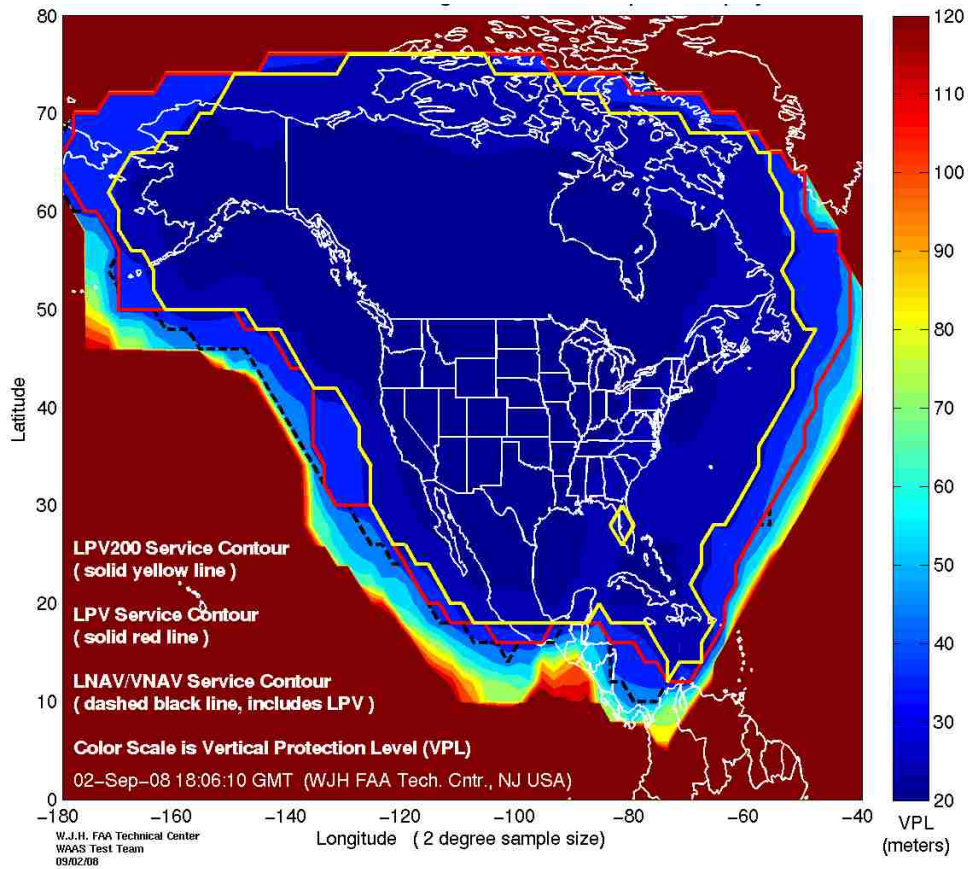 80
70
60
50
40
30
20
10
0
Latitude
LPV200 Service Contour
( solid yellow line )
LPV Service Contour
(solid red line )
LNAV/VNAV Service Contour
(dashed black line, includes LPV )
Color Scale is Vertical Protection Level (VPL)
02-Sep-08 18:06:10 GMT (WJH FAA Tech. Cntr., NJ USA)
-180 -160 -140 -120 -100 -80 -60 -40
Longitude ( 2 degree sample size)
W.J.H. FAA Technical Center
WAAS Test Team
09/02/08
120
110
100
90
80
70
60
50
40
30
20
VPL
(meters)